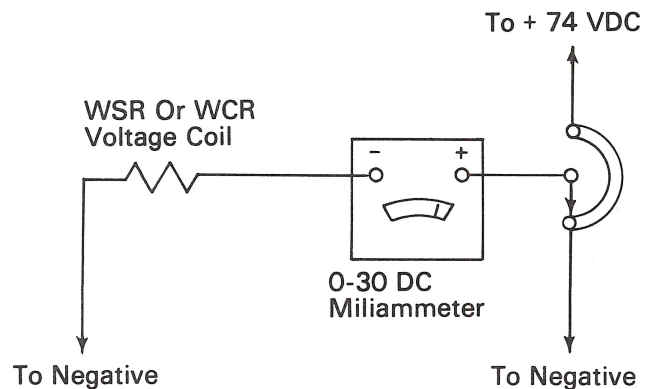 To + 74 VDC
WSR Or WCR
Voltage Coil
- +
0-30 DC
Miliammeter
To Negative
To Negative